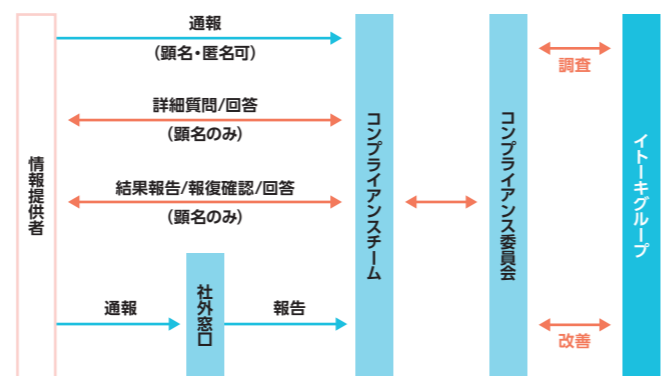 通報
(顕名・匿名可)
調査
詳細質問/回答
(顕名のみ)
情報提供者
結果報告/報復確認/回答
(顕名のみ)
コンプライアンスチーム
コンプライアンス委員会
イトーキグループ
通報
社外窓口
報告
改善